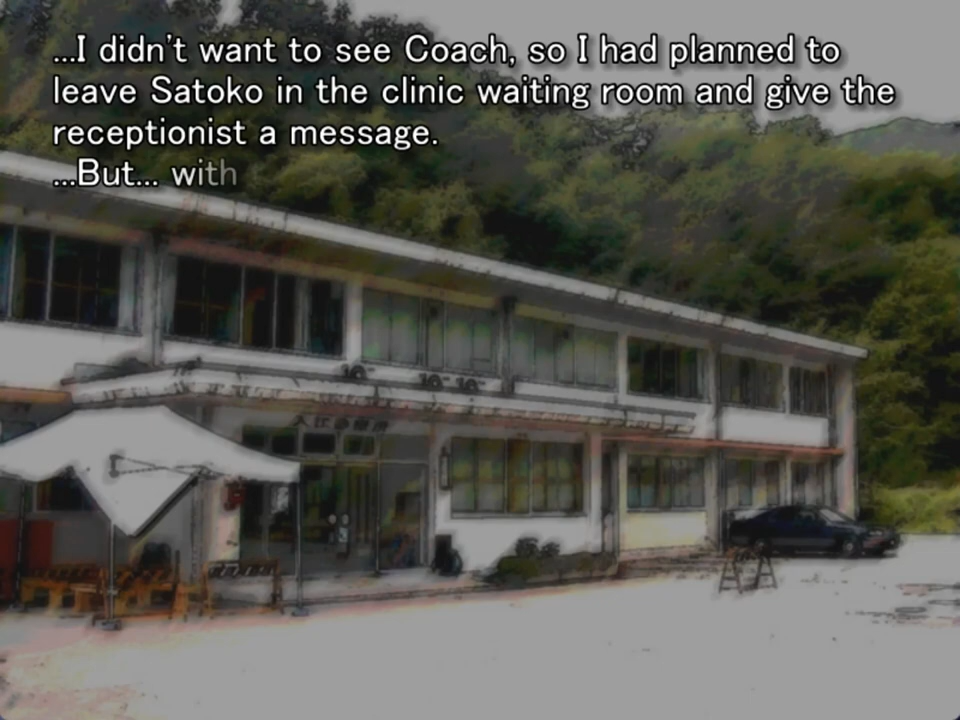 ...I didn't want to see Coach, so I had planned to
leave Satoko in the clinic waiting room and give the
receptionist a message.
...But... with